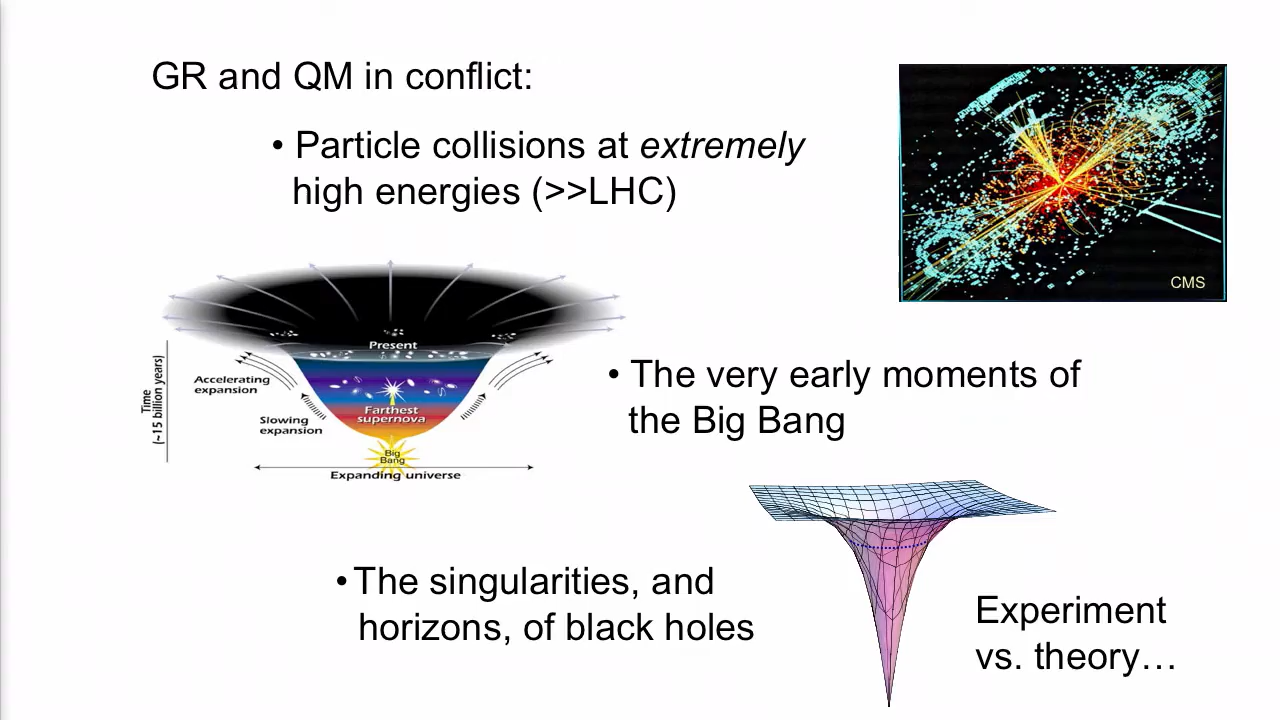 GR and QM in conflict:
• Particle collisions at extremely
high energies (>>LHC)
CMS
Present
Accelerating
expansion
Farthest
supernova
Slowing
expansion
Big
Bang
Expanding universe
Time
(~15 billion years)
• The very early moments of
the Big Bang
• The singularities, and
horizons, of black holes
Experiment
vs. theory…